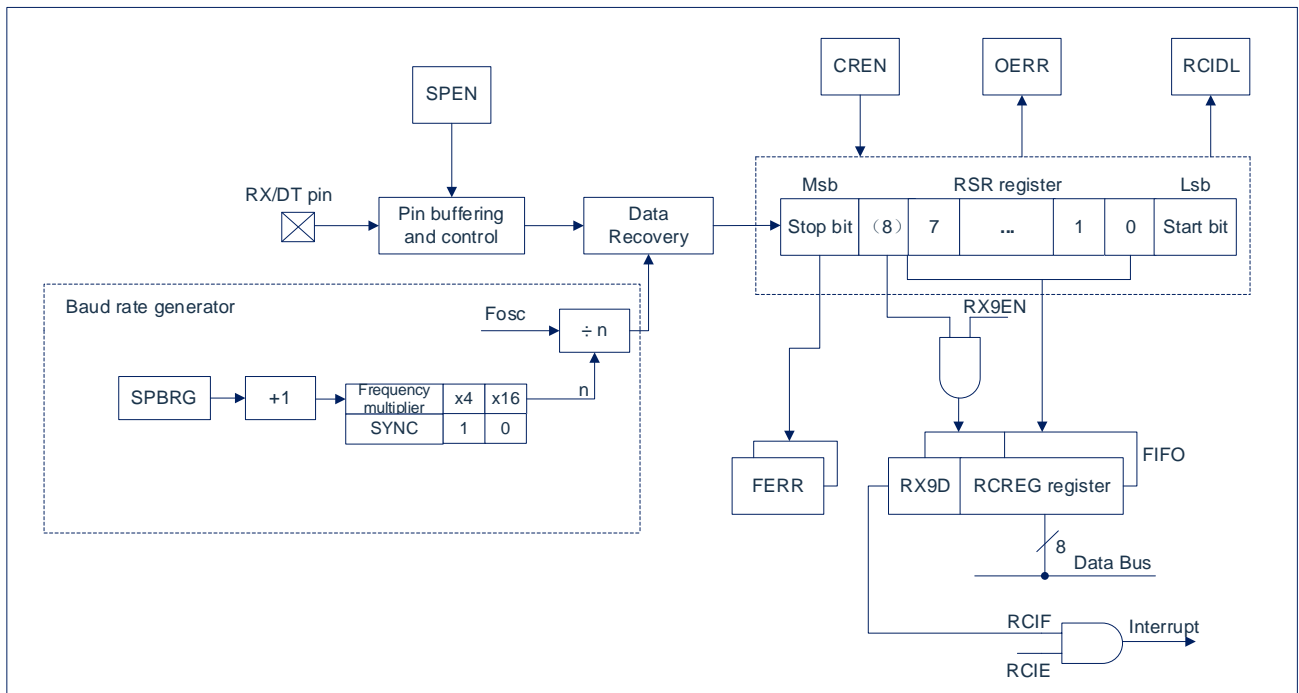 CREN
OERR
RCIDL
SPEN
Msb
RSR register
Lsb
RX/DT pin
Pin buffering
and control
Data
Recovery
Stop bit
（8）
7
...
1
0
Start bit
Baud rate generator
Fosc
÷ n
RX9EN
SPBRG
+1
Frequency
multiplier
x4
x16
n
SYNC
1
0
FERR
RX9D
RCREG register
FIFO
8
Data Bus
RCIF
Interrupt
RCIE